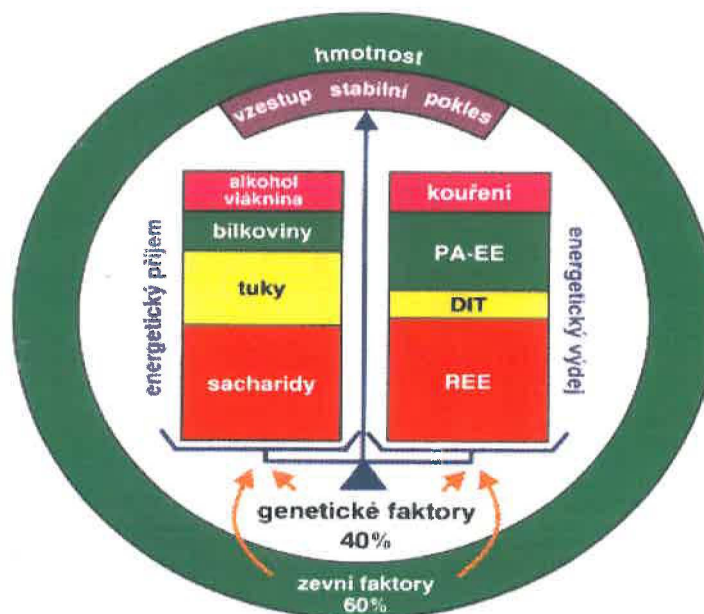 hmotnost
vzestup stabilní pokles
energetický příjem
alkohol
vláknina
bílkoviny
tuky
sacharidy
kouření
PA-EE
DIT
REE
energetický výdej
genetické faktory
40%
zevní faktory
60%